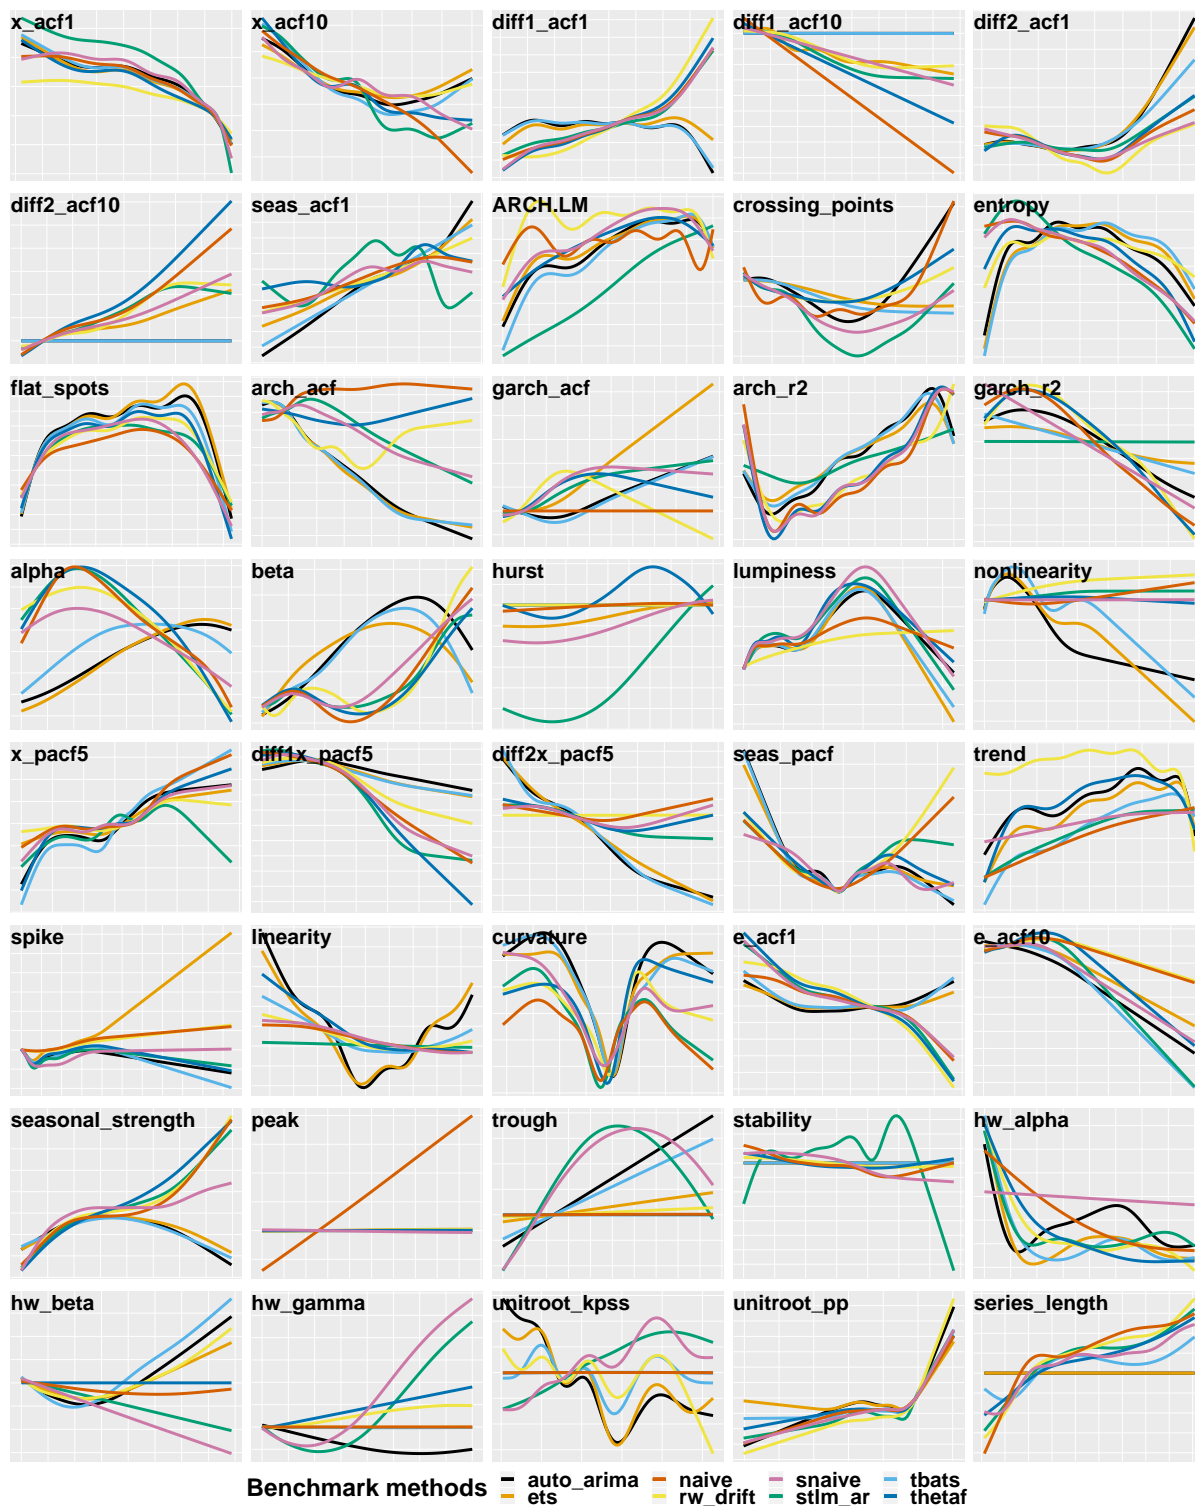 x_acf1 x_acf10 diff1_acf1 diff1_acf10 diff2_acf1
diff2_acf10 seas_acf1 ARCH.LM crossing_points entropy
flat_spots arch_acf garch_acf arch_r2 garch_r2
alpha beta hurst lumpiness nonlinearity
x_pacf5 diff1x_pacf5 diff2x_pacf5 seas_pacf trend
spike linearity curvature e_acf1 e_acf10
seasonal_strength peak trough stability hw_alpha
hw_beta hw_gamma unitroot_kpss unitroot_pp series_length
Benchmark methods
auto_arima naive snaive tbats
ets rw_drift stlm_ar thetaf